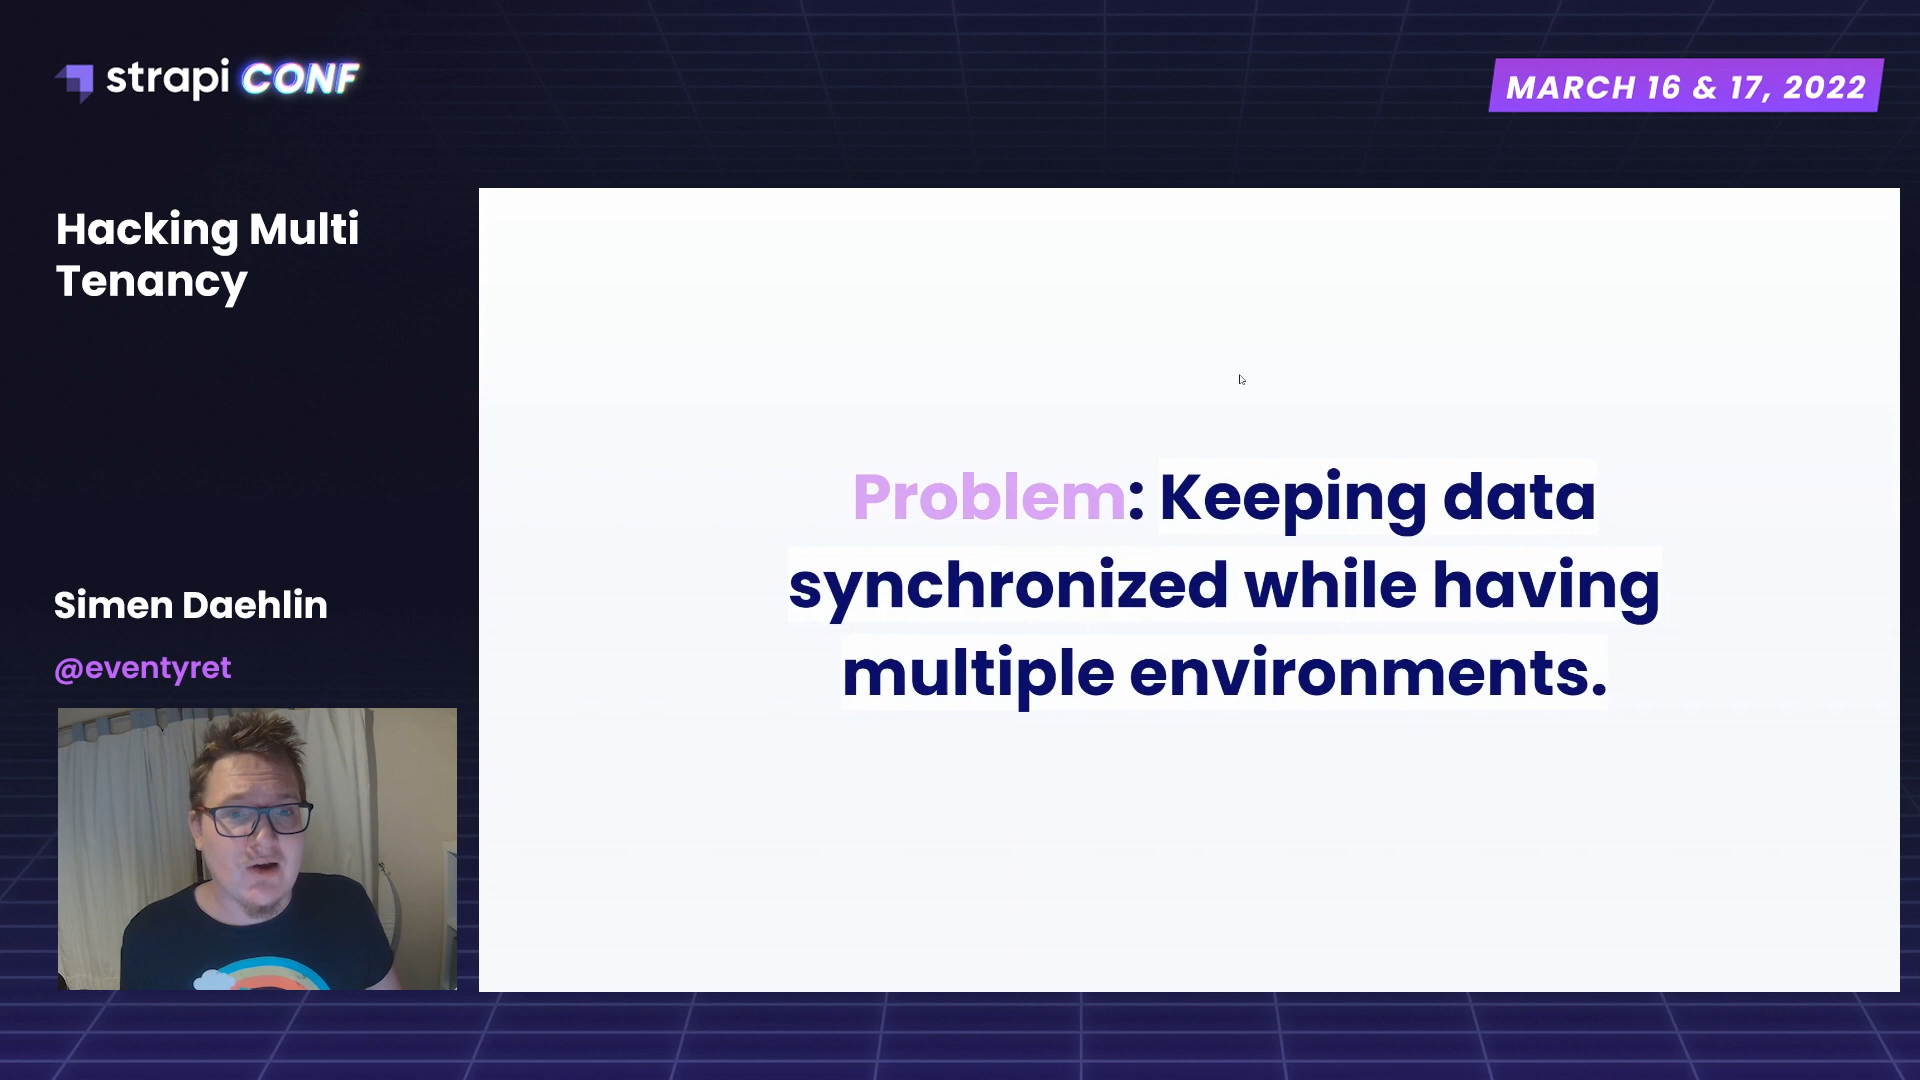 strapi CONF
MARCH 16 & 17, 2022
Hacking Multi
Tenancy
Problem: Keeping data
synchronized while having
multiple environments.
Simen Daehlin
@eventyret